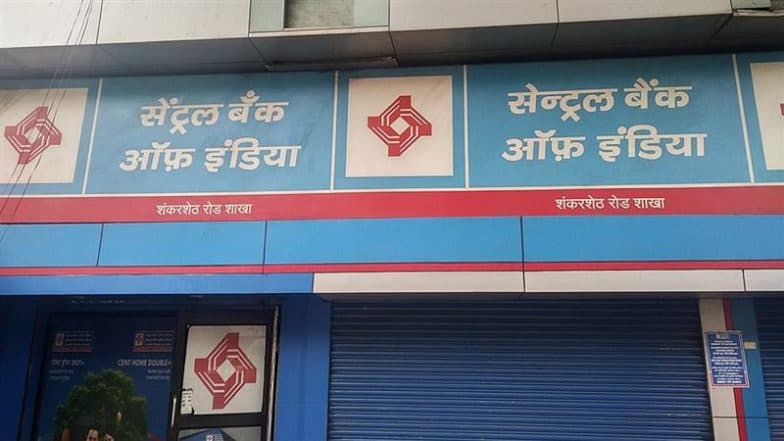 सेंट्रल बँक
ऑफ़ इंडिया
सेन्ट्रल बैंक
ऑफ़ इंडिया
शंकरशेठ रोड शाखा
शंकरशेठ रोड शाखा
CENT HOME DOUBLE+